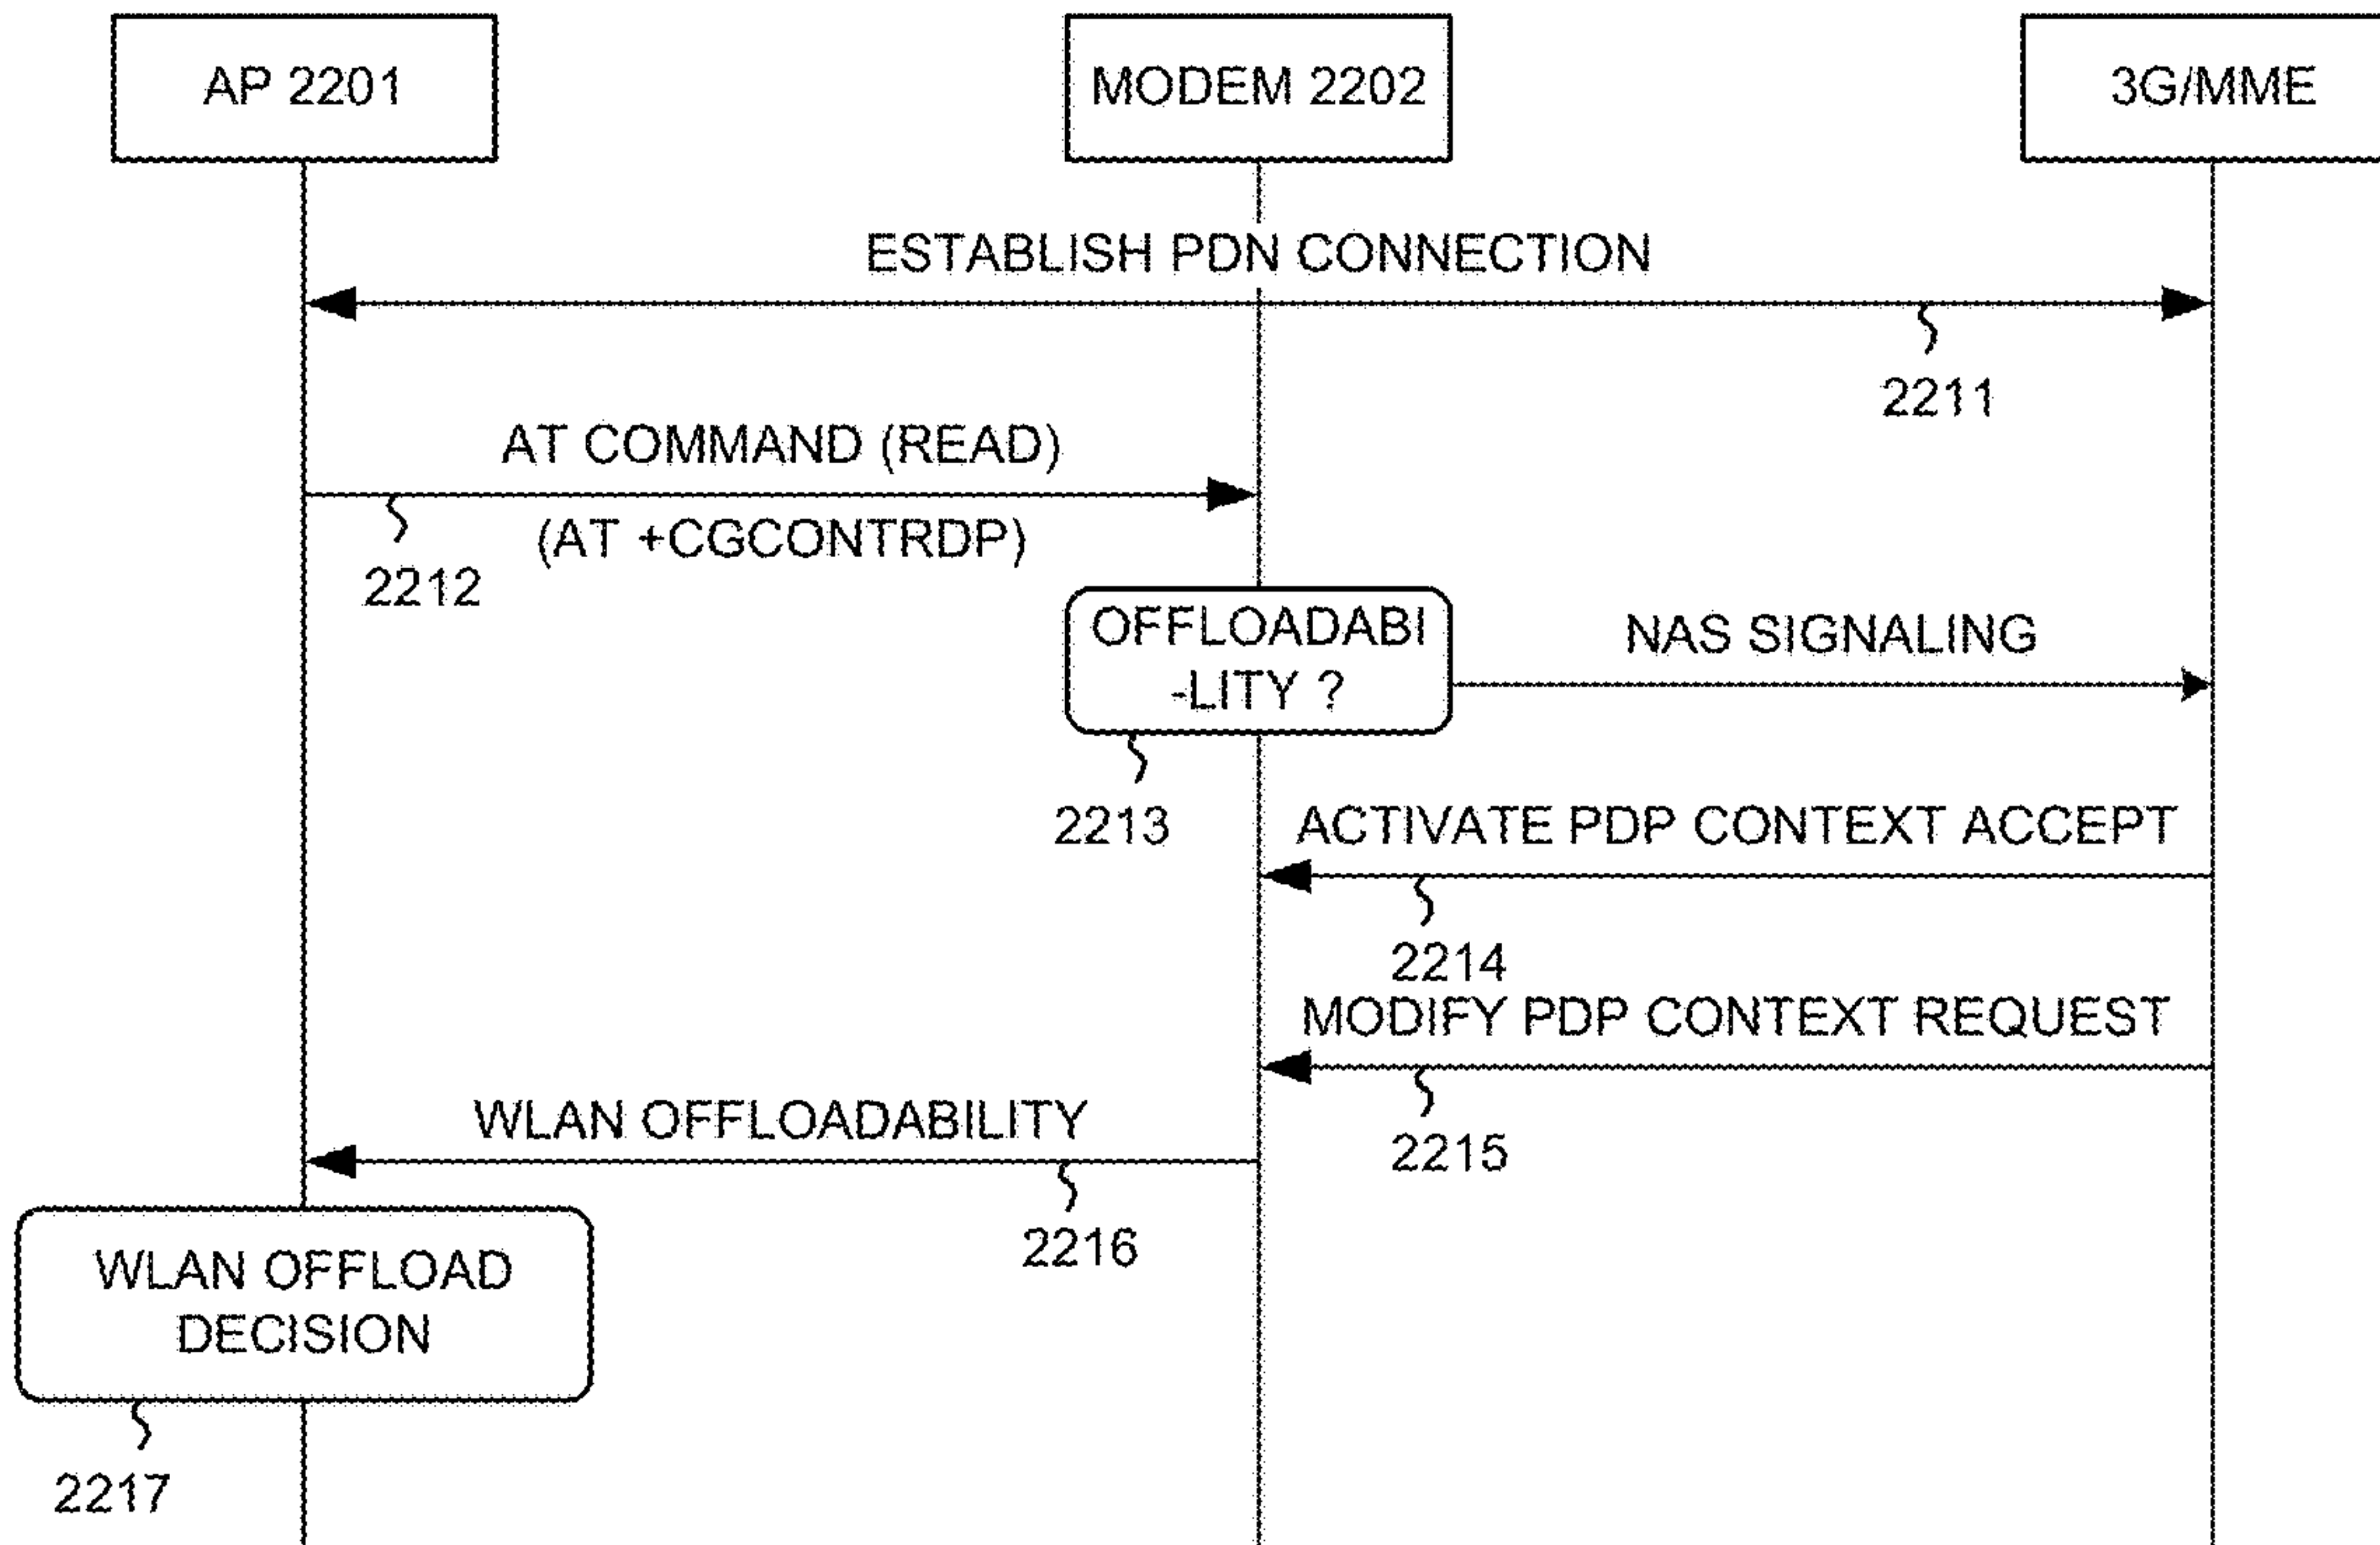 AP 2201
MODEM 2202
3G/MME
ESTABLISH PDN CONNECTION
2211
AT COMMAND (READ)
(AT +CGCONTRDP)
2212
OFFLOADABI
-LITY ?
NAS SIGNALING
2213
ACTIVATE PDP CONTEXT ACCEPT
2214
MODIFY PDP CONTEXT REQUEST
2215
WLAN OFFLOADABILITY
2216
WLAN OFFLOAD
DECISION
2217